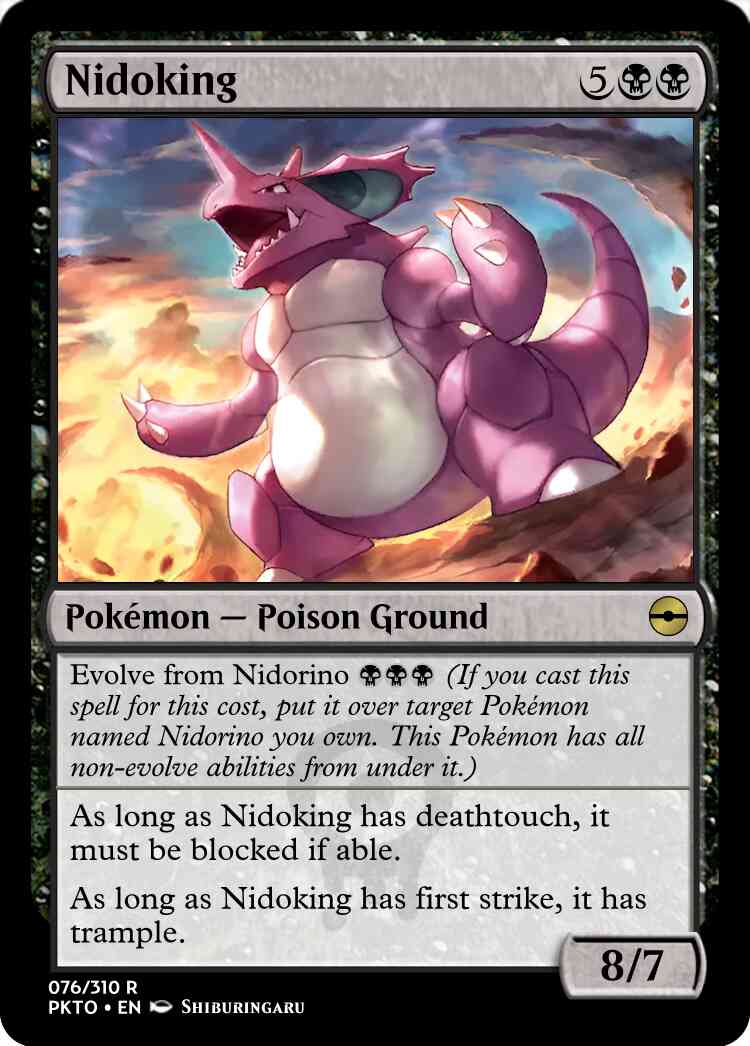 Nidoking 5
Pokémon — Poison Ground
Evolve from Nidorino (If you cast this
spell for this cost, put it over target Pokémon
named Nidorino you own. This Pokémon has all
non-evolve abilities from under it.)
As long as Nidoking has deathtouch, it
must be blocked if able.
As long as Nidoking has first strike, it has
trample.
8/7
076/310 R
PKTO • EN Shiburingaru